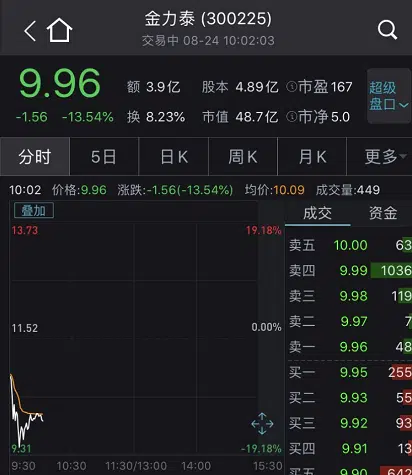 金力泰 (300225)
交易中 08-24 10:02:03
9.96
-1.56 -13.54%
额 3.9亿 股本 4.89亿 市盈 167
换 8.23% 市值 48.7亿 市净 5.0
超级
盘口
分时 5日 日K 周K 月K 更多
10:02 价格:9.96 涨跌:-1.56(-13.54%) 均价:10.09 成交量:449
叠加
13.73 19.18%
11.52 0.00%
9.31 -19.18%
9:30 10:30 11:30/13:00 14:00 15:30
成交 资金
卖五 10.00 63
卖四 9.99 1036
卖三 9.98 119
卖二 9.97 7
卖一 9.96 48
买一 9.95 255
买二 9.94 55
买三 9.92 93
买四 9.91 13
买五 9.90 642